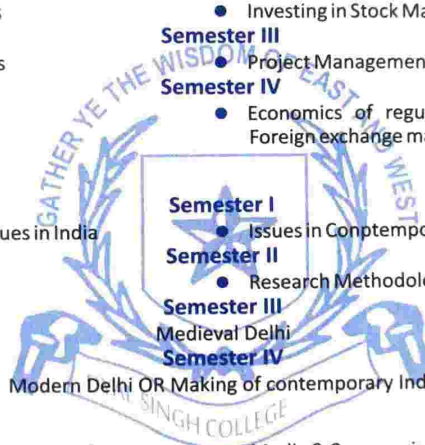 Investing in Stock Ma
Semester III
Project Managemen
Semester IV
Economics of regu
Foreign exchange ma
GATHER YE THE WISDOM OF EAST AND WEST
Semester I
ues in India
Issues in Conptempo
Semester II
Research Methodole
Semester III
Medieval Delhi
Semester IV
Modern Delhi OR Making of contemporary Ind
SINGH COLLEGE